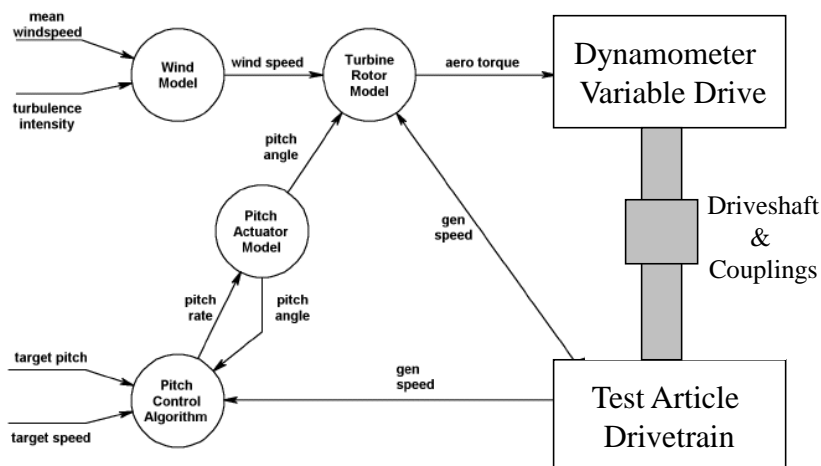 mean
windspeed
turbulence
intensity
Wind
Model
wind speed
Turbine
Rotor
Model
aero torque
Dynamometer
Variable Drive
pitch
angle
Pitch
Actuator
Model
gen
speed
Driveshaft
&
Couplings
pitch
rate
pitch
angle
target pitch
target speed
Pitch
Control
Algorithm
gen
speed
Test Article
Drivetrain